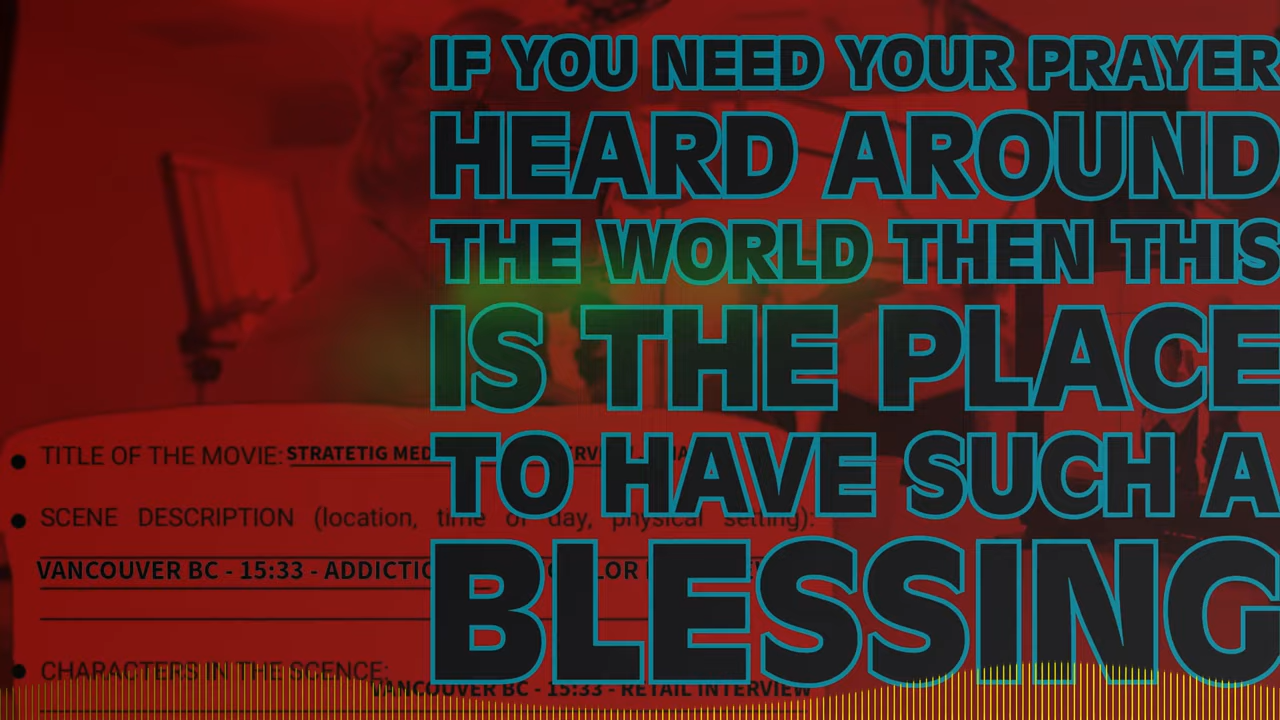 IF YOU NEED YOUR PRAYER
HEARD AROUND
THE WORLD THEN THIS
IS THE PLACE
TO HAVE SUCH A
BLESSING
TITLE OF THE MOVIE: STRATETIG
SCENE DESCRIPTION (location, time of day, physical setting):
VANCOUVER BC - 15:33 -
CHARACTERS IN THE SCENCE:
VANCOUVER BC - 15:33 - RETAIL INTERVIEW